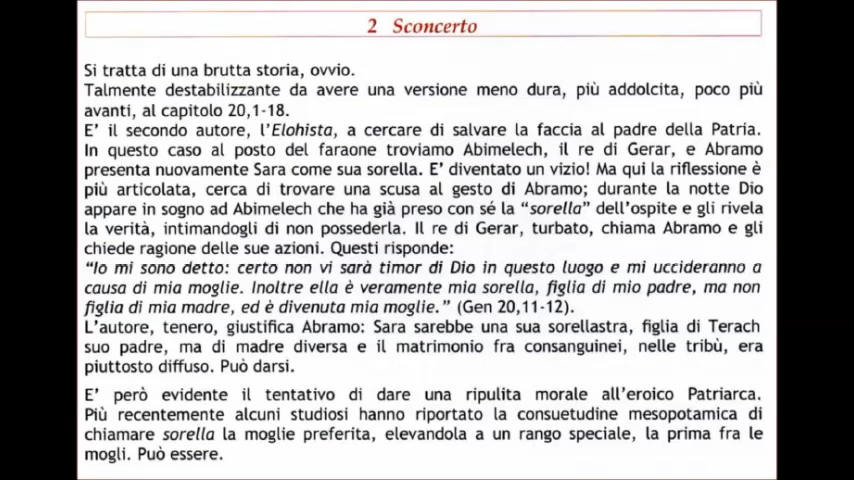 2 Sconcerto
Si tratta di una brutta storia, ovvio.
Talmente destabilizzante da avere una versione meno dura, più addolcita, poco più
avanti, al capitolo 20,1-18.
E' il secondo autore, l'Elohista, a cercare di salvare la faccia al padre della Patria.
In questo caso al posto del faraone troviamo Abimelech, il re di Gerar, e Abramo
presenta nuovamente Sara come sua sorella. E' diventato un vizio! Ma qui la riflessione è
più articolata, cerca di trovare una scusa al gesto di Abramo; durante la notte Dio
appare in sogno ad Abimelech che ha già preso con sé la "sorella" dell'ospite e gli rivela
la verità, intimandogli di non possederla. Il re di Gerar, turbato, chiama Abramo e gli
chiede ragione delle sue azioni. Questi risponde:
"Io mi sono detto: certo non vi sarà timor di Dio in questo luogo e mi uccideranno a
causa di mia moglie. Inoltre ella è veramente mia sorella, figlia di mio padre, ma non
figlia di mia madre, ed è divenuta mia moglie." (Gen 20,11-12).
L'autore, tenero, giustifica Abramo: Sara sarebbe una sua sorellastra, figlia di Terach
suo padre, ma di madre diversa e il matrimonio fra consanguinei, nelle tribù, era
piuttosto diffuso. Può darsi.
E' però evidente il tentativo di dare una ripulita morale all'eroico Patriarca.
Più recentemente alcuni studiosi hanno riportato la consuetudine mesopotamica di
chiamare sorella la moglie preferita, elevandola a un rango speciale, la prima fra le
mogli. Può essere.